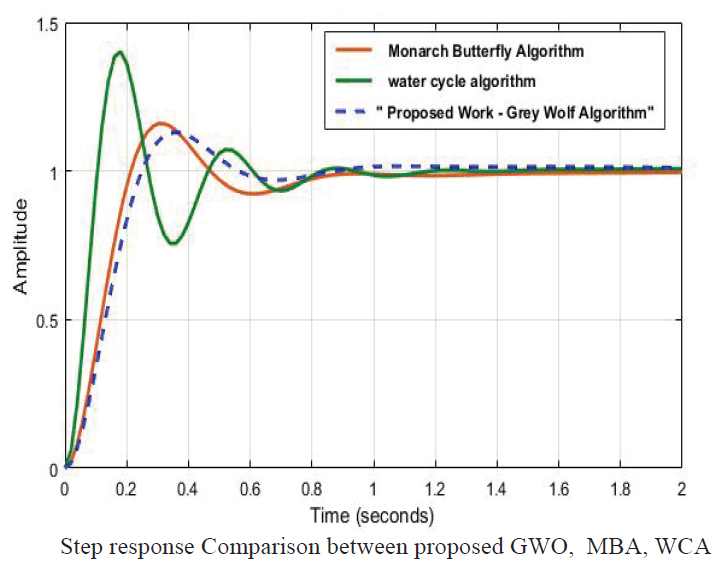 1.5
Monarch Butterfly Algorithm
water cycle algorithm
" Proposed Work - Grey Wolf Algorithm"
1
Amplitude
0.5
0
0 0.2 0.4 0.6 0.8 1 1.2 1.4 1.6 1.8 2
Time (seconds)
Step response Comparison between proposed GWO, MBA, WCA